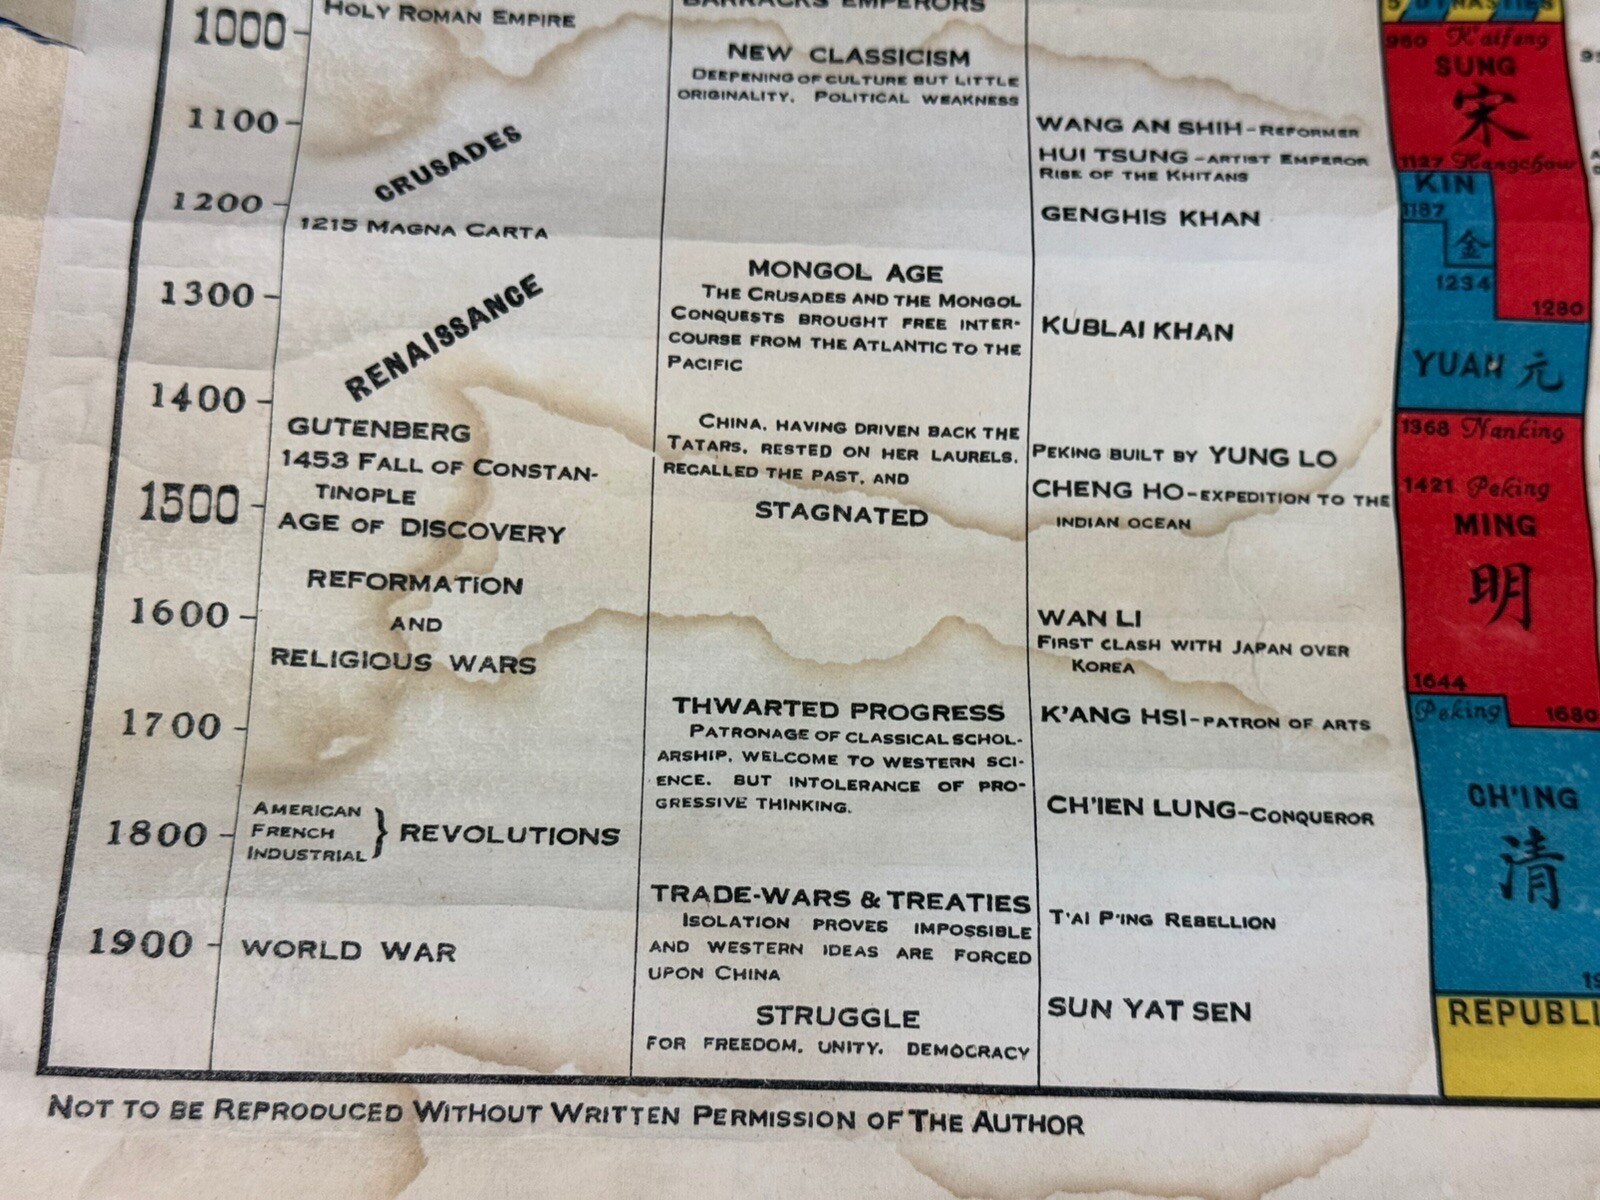 1000
HOLY ROMAN EMPIRE
BARRACKS EMPERORS
NEW CLASSICISM
DEEPENING OF CULTURE BUT LITTLE
ORIGINALITY. POLITICAL WEAKNESS
1100
CRUSADES
WANG AN SHIH-REFORMER
HUI TSUNG-ARTIST EMPEROR
RISE OF THE KHITANS
1200
1215 MAGNA CARTA
GENGHIS KHAN
MONGOL AGE
THE CRUSADES AND THE MONGOL
CONQUESTS BROUGHT FREE INTER-
COURSE FROM THE ATLANTIC TO THE
PACIFIC
1300
RENAISSANCE
KUBLAI KHAN
1400
GUTENBERG
1453 FALL OF CONSTAN-
TINOPLE
CHINA, HAVING DRIVEN BACK THE
TATARS, RESTED ON HER LAURELS,
RECALLED THE PAST, AND
STAGNATED
PEKING BUILT BY YUNG LO
CHENG HO-EXPEDITION TO THE
INDIAN OCEAN
1500
AGE OF DISCOVERY
REFORMATION
AND
RELIGIOUS WARS
1600
WAN LI
FIRST CLASH WITH JAPAN OVER
KOREA
1700
THWARTED PROGRESS
PATRONAGE OF CLASSICAL SCHOL-
ARSHIP, WELCOME TO WESTERN SCI-
ENCE, BUT INTOLERANCE OF PRO-
GRESSIVE THINKING.
K'ANG HSI-PATRON OF ARTS
CH'IEN LUNG-CONQUEROR
1800
AMERICAN
FRENCH
INDUSTRIAL
} REVOLUTIONS
TRADE-WARS & TREATIES
ISOLATION PROVES IMPOSSIBLE
AND WESTERN IDEAS ARE FORCED
UPON CHINA
T'AI P'ING REBELLION
1900
WORLD WAR
STRUGGLE
FOR FREEDOM, UNITY, DEMOCRACY
SUN YAT SEN
5 DYNASTIES
960 K'aifeng
SUNG
宋
1127 Hangchow
KIN
1187
金
1234
1280
YUAN 元
1368 Nanking
1421 Peking
MING
明
1644
Peking
1680
CH'ING
清
REPUBLI
NOT TO BE REPRODUCED WITHOUT WRITTEN PERMISSION OF THE AUTHOR